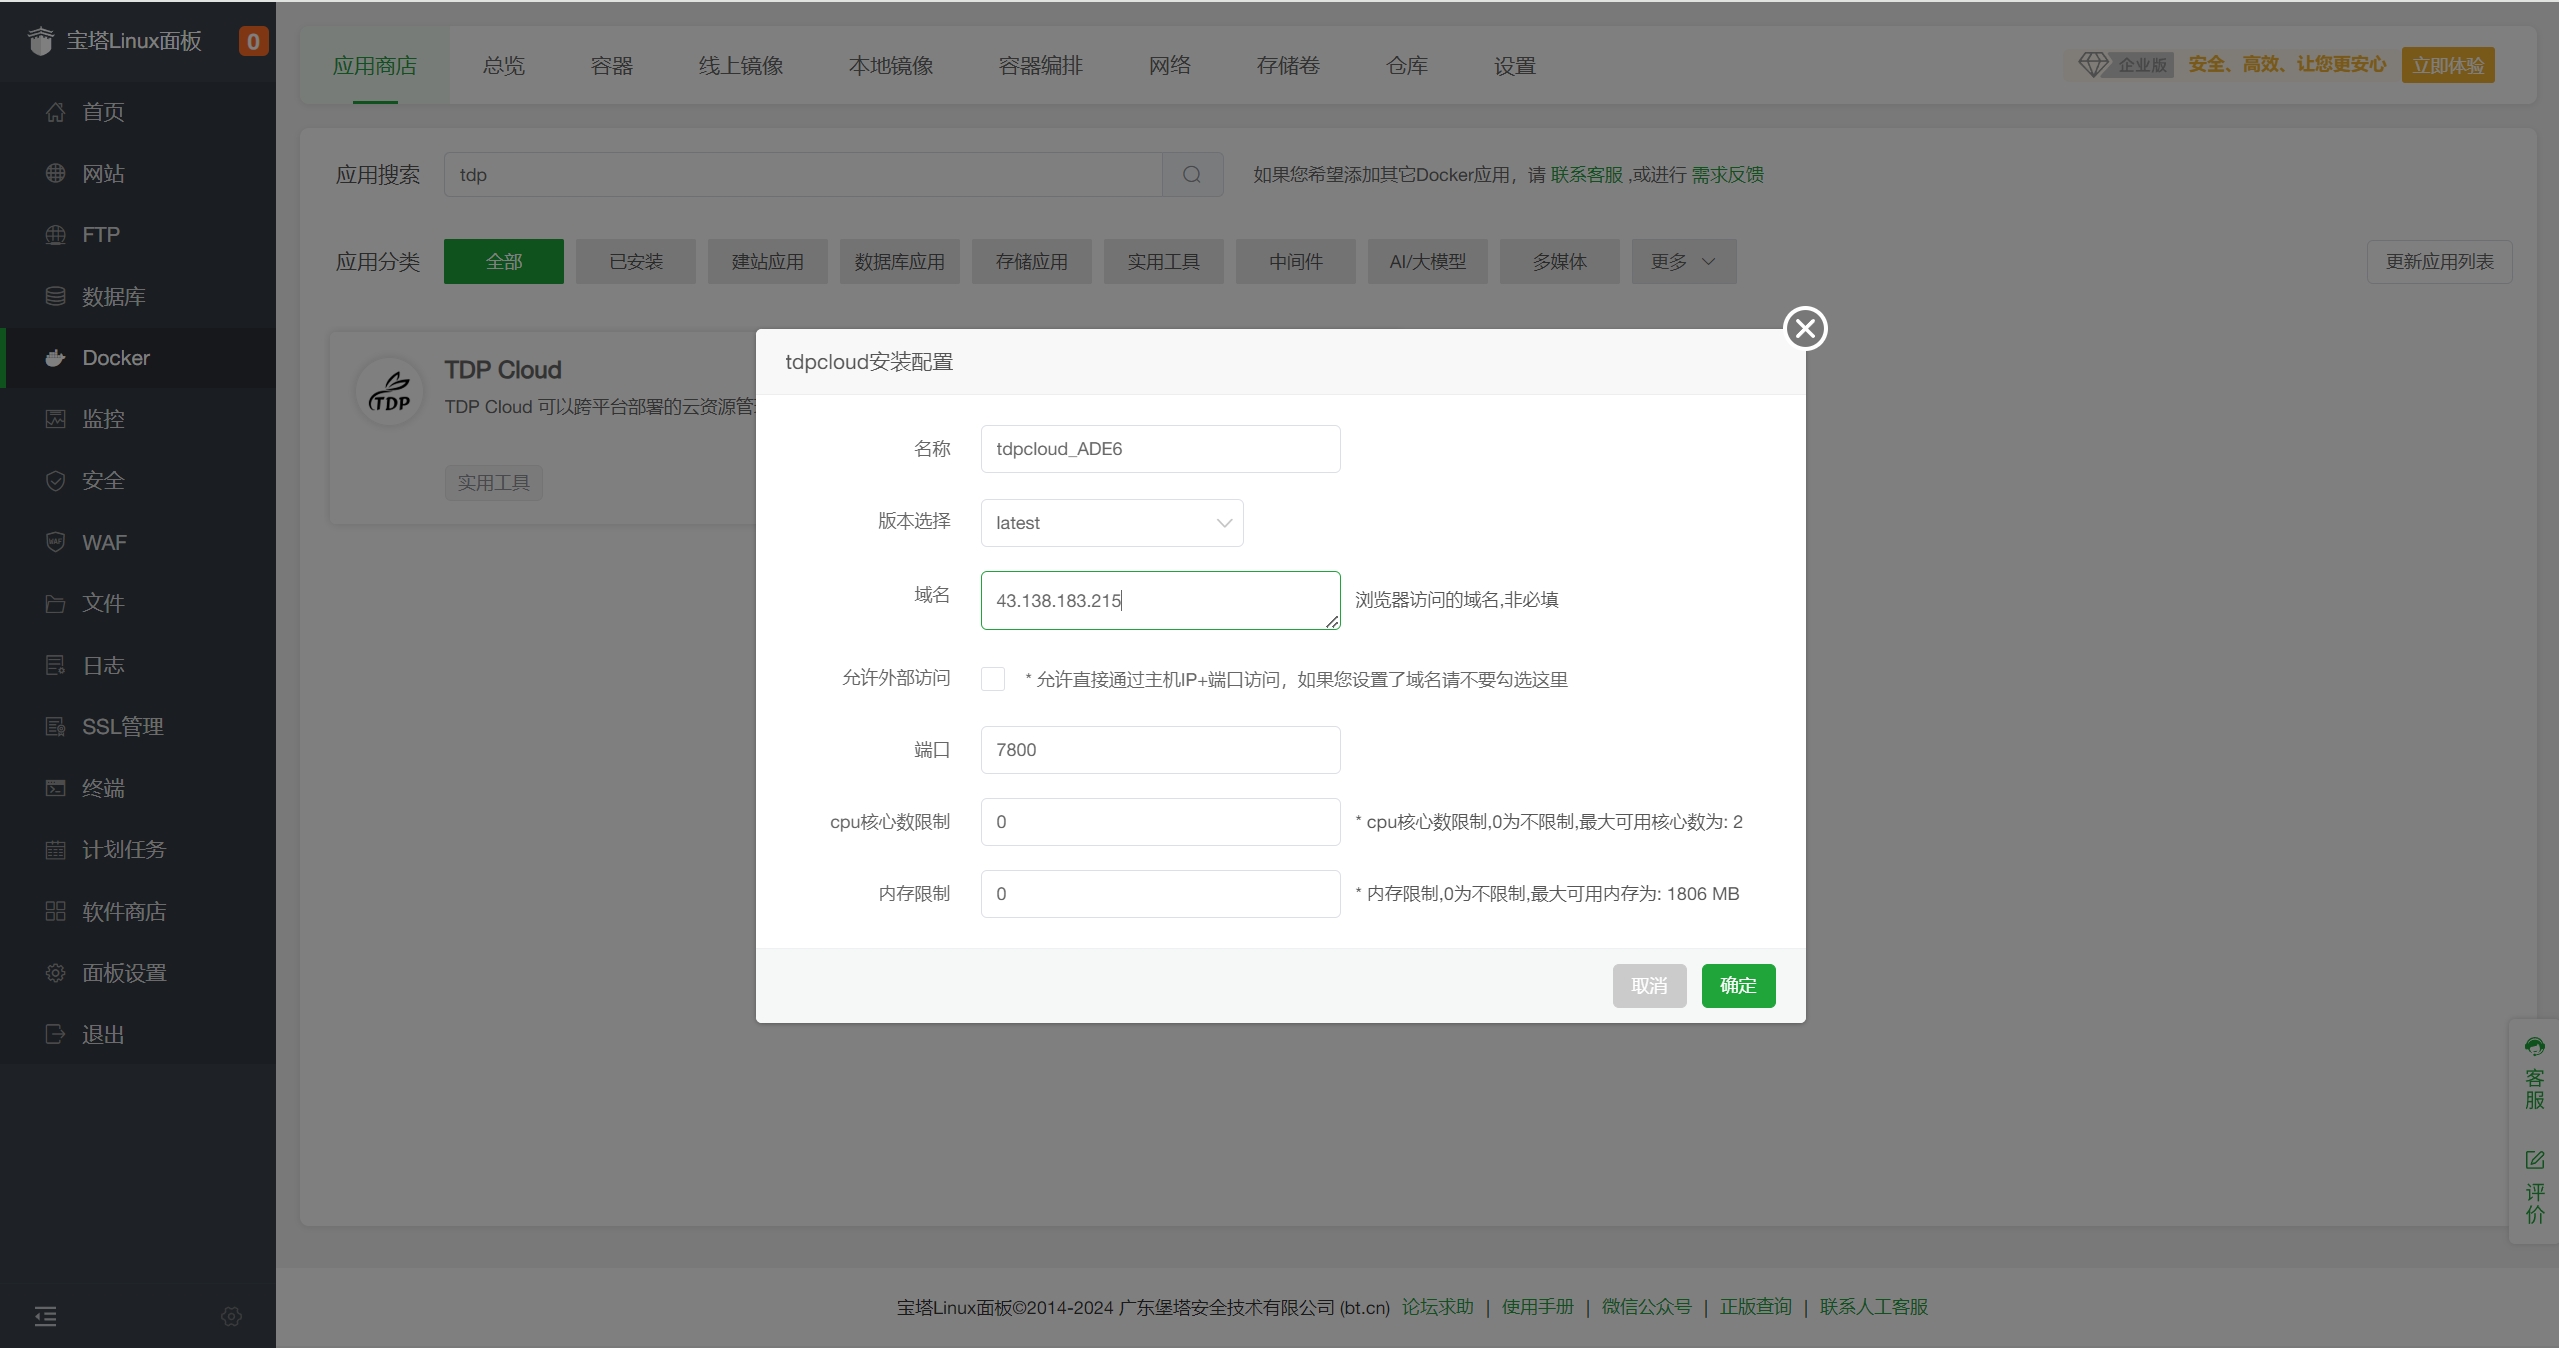 宝塔Linux面板
0
首页
网站
FTP
数据库
Docker
监控
安全
WAF
文件
日志
SSL管理
终端
计划任务
软件商店
面板设置
退出
应用商店 总览 容器 线上镜像 本地镜像 容器编排 网络 存储卷 仓库 设置
企业版 安全、高效、让您更安心 立即体验
应用搜索 tdp 如果您希望添加其它Docker应用，请 联系客服 ,或进行 需求反馈
应用分类 全部 已安装 建站应用 数据库应用 存储应用 实用工具 中间件 AI/大模型 多媒体 更多 更新应用列表
TDP
TDP Cloud
TDP Cloud 可以跨平台部署的云资源管
实用工具
tdpcloud安装配置
名称 tdpcloud_ADE6
版本选择 latest
域名 43.138.183.215 浏览器访问的域名,非必填
允许外部访问 * 允许直接通过主机IP+端口访问，如果您设置了域名请不要勾选这里
端口 7800
cpu核心数限制 0 * cpu核心数限制,0为不限制,最大可用核心数为: 2
内存限制 0 * 内存限制,0为不限制,最大可用内存为: 1806 MB
取消 确定
客服
评价
宝塔Linux面板©2014-2024 广东堡塔安全技术有限公司 (bt.cn) 论坛求助 | 使用手册 | 微信公众号 | 正版查询 | 联系人工客服